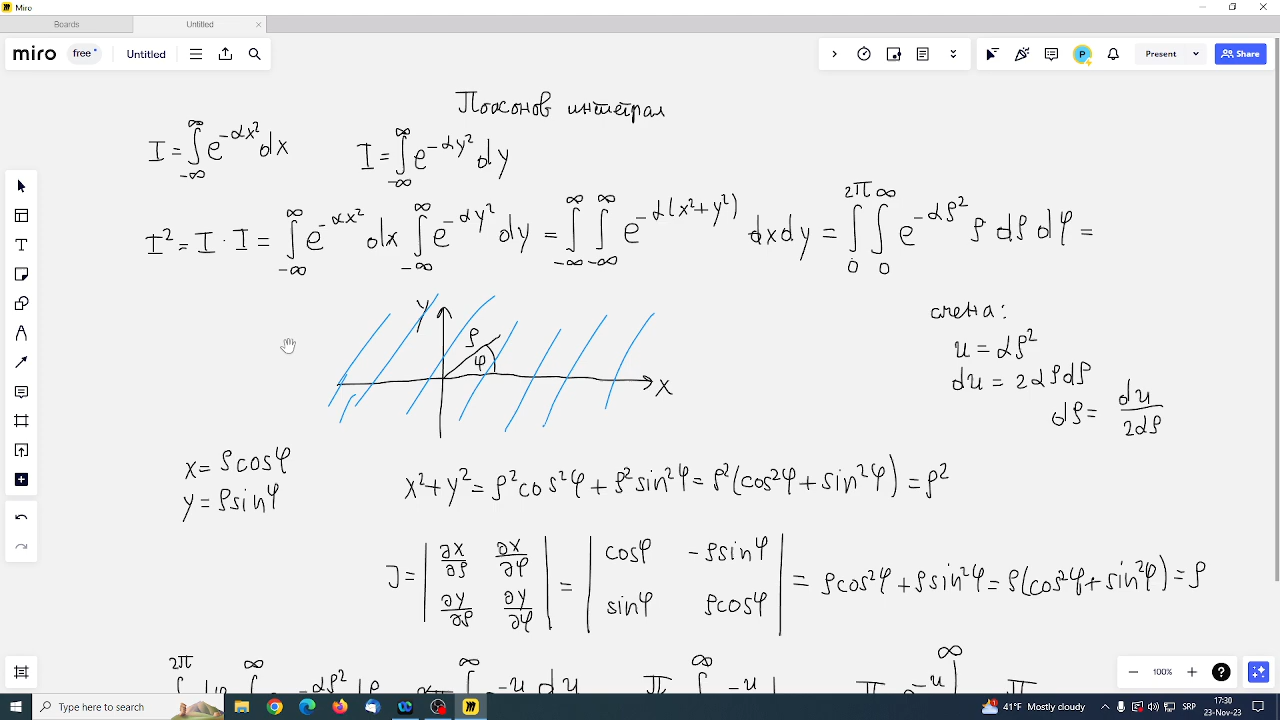 Miro
Boards Untitled
miro free Untitled Present Share
Поасонов интеграл
I = ∫_{-∞}^{∞} e^{-αx²} dx I = ∫_{-∞}^{∞} e^{-αy²} dy
I² = I · I = ∫_{-∞}^{∞} e^{-αx²} dx ∫_{-∞}^{∞} e^{-αy²} dy = ∫_{-∞}^{∞} ∫_{-∞}^{∞} e^{-α(x²+y²)} dxdy = ∫_{0}^{2π} ∫_{0}^{∞} e^{-αρ²} ρ dρ dφ =
Y
ρ
φ
X
смена:
u = αρ²
du = 2αρdρ
dρ = du/2αρ
x = ρcosφ
y = ρsinφ
x² + y² = ρ²cos²φ + ρ²sin²φ = ρ²(cos²φ + sin²φ) = ρ²
J = | ∂x/∂ρ ∂x/∂φ | = | cosφ -ρsinφ | = ρcos²φ + ρsin²φ = ρ(cos²φ + sin²φ) = ρ
| ∂y/∂ρ ∂y/∂φ | | sinφ ρcosφ |
100%
Type here to search
41°F Mostly cloudy
SRP
17:30
23-Nov-23